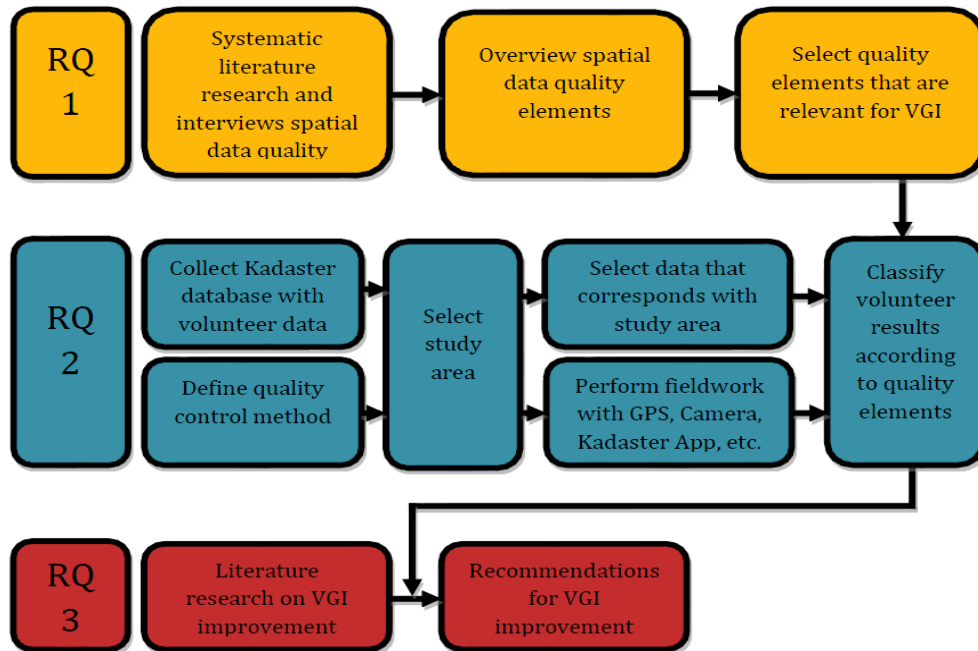 RQ
1
Systematic
literature
research and
interviews spatial
data quality
Overview spatial
data quality
elements
Select quality
elements that are
relevant for VGI
RQ
2
Collect Kadaster
database with
volunteer data
Define quality
control method
Select
study
area
Select data that
corresponds with
study area
Perform fieldwork
with GPS, Camera,
Kadaster App, etc.
Classify
volunteer
results
according
to quality
elements
RQ
3
Literature
research on VGI
improvement
Recommendations
for VGI
improvement